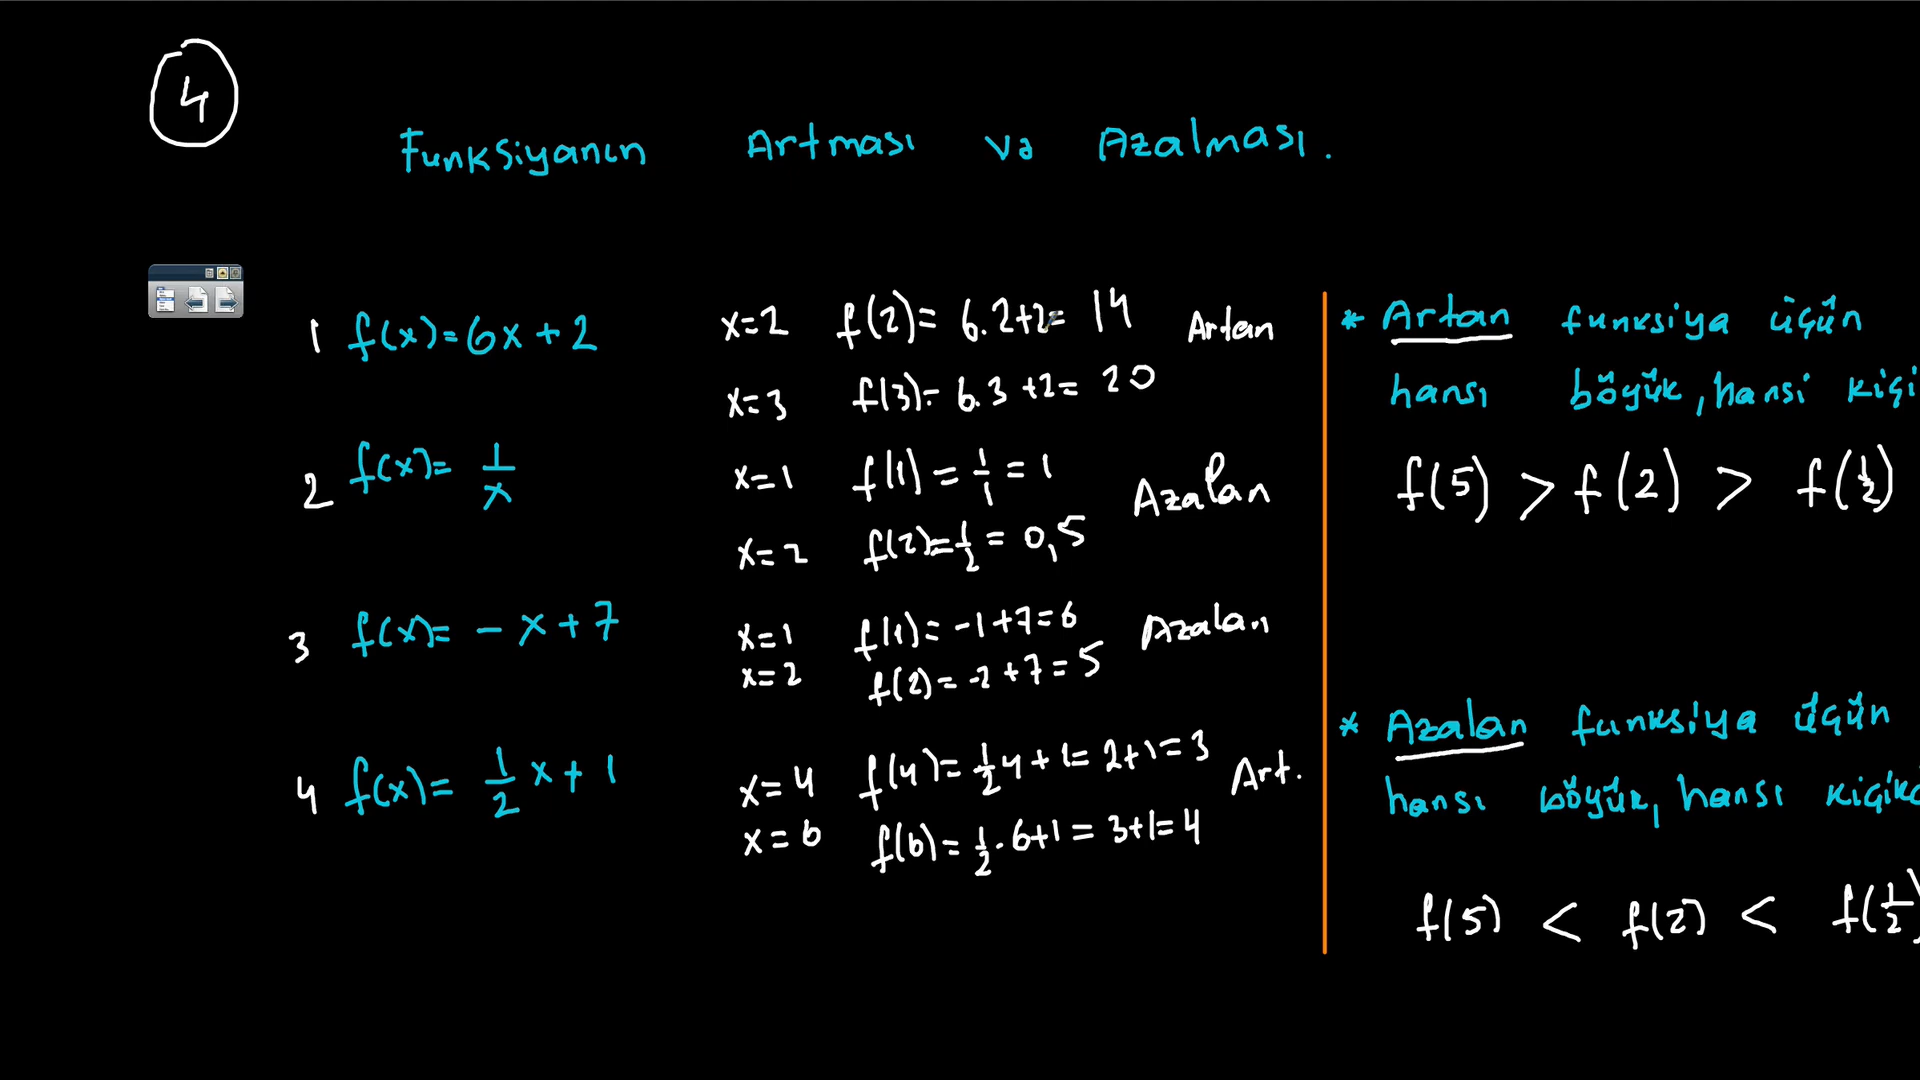 4
Funksiyanın Artması və Azalması.
1 f(x)=6x+2
x=2 f(2)= 6.2+2= 14 Artan
x=3 f(3)= 6.3+2= 20
2 f(x)= 1/x
x=1 f(1)= 1/1 = 1 Azalan
x=2 f(2)= 1/2 = 0,5
3 f(x)= -x+7
x=1 f(1)= -1+7=6 Azalan
x=2 f(2)= -2+7=5
4 f(x)= 1/2 x+1
x=4 f(4)= 1/2 4+1= 2+1=3 Art.
x=6 f(6)= 1/2 . 6+1 = 3+1=4
* Artan funksiya üçün
hansı böyük, hansi kiçi
f(5) > f(2) > f(1/2)
* Azalan funksiya üçün
hansı böyük, hansı kiçikd
f(5) < f(2) < f(1/2)